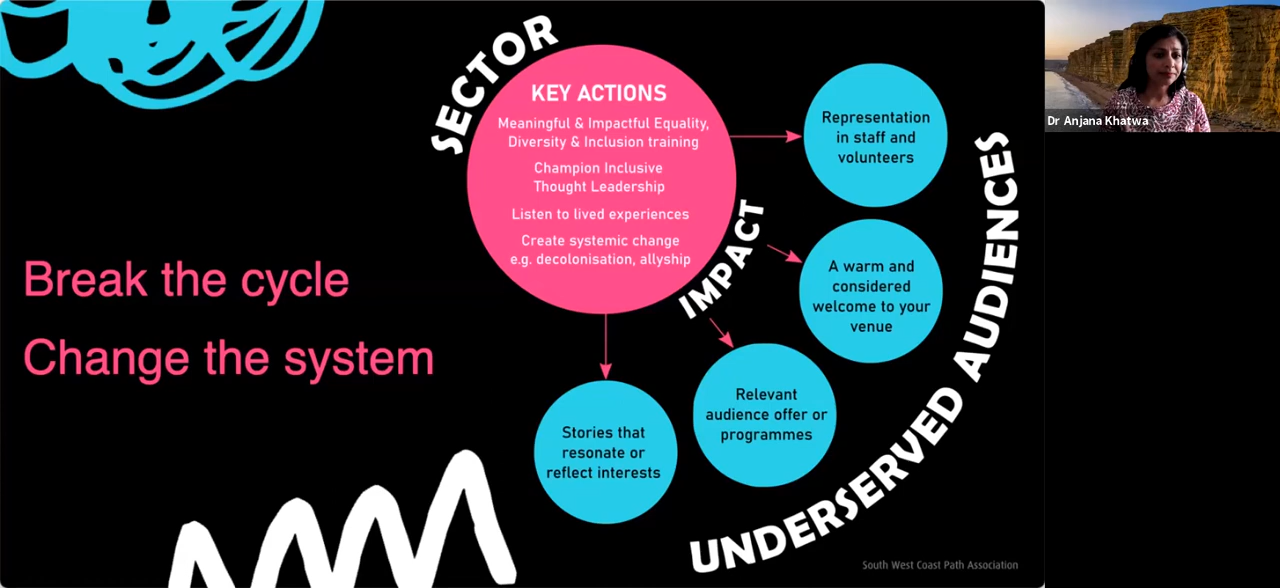 SECTOR
KEY ACTIONS
Meaningful & Impactful Equality,
Diversity & Inclusion training
Champion Inclusive
Thought Leadership
Listen to lived experiences
Create systemic change
e.g. decolonisation, allyship
IMPACT
Representation
in staff and
volunteers
A warm and
considered
welcome to your
venue
Relevant
audience offer or
programmes
Stories that
resonate or
reflect interests
UNDERSERVED AUDIENCES
Break the cycle
Change the system
South West Coast Path Association
Dr Anjana Khatwa